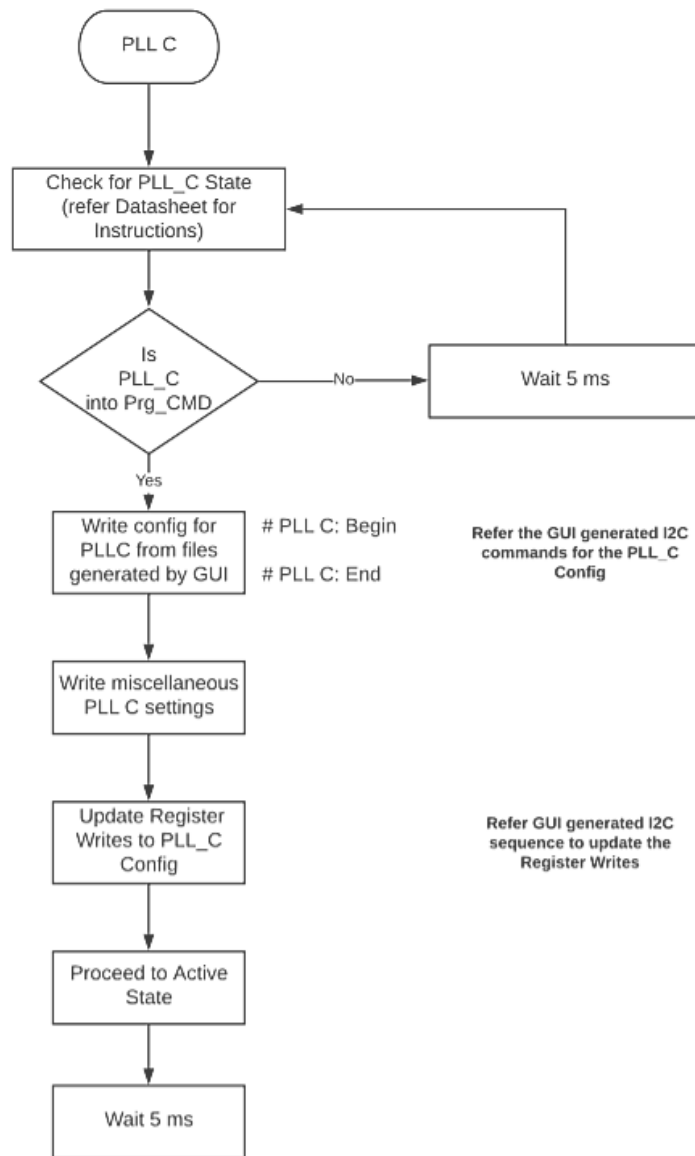 PLL C
Check for PLL_C State
(refer Datasheet for
Instructions)
Is
PLL_C
into Prg_CMD
No
Wait 5 ms
Yes
Write config for
PLLC from files
generated by GUI
# PLL C: Begin
# PLL C: End
Refer the GUI generated I2C
commands for the PLL_C
Config
Write miscellaneous
PLL C settings
Update Register
Writes to PLL_C
Config
Refer GUI generated I2C
sequence to update the
Register Writes
Proceed to Active
State
Wait 5 ms